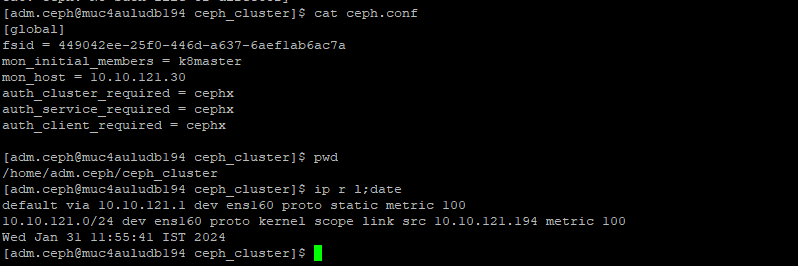 [adm.ceph@muc4auludb194 ceph_cluster]$ cat ceph.conf
[global]
fsid = 449042ee-25f0-446d-a637-6aef1ab6ac7a
mon_initial_members = k8master
mon_host = 10.10.121.30
auth_cluster_required = cephx
auth_service_required = cephx
auth_client_required = cephx
[adm.ceph@muc4auludb194 ceph_cluster]$ pwd
/home/adm.ceph/ceph_cluster
[adm.ceph@muc4auludb194 ceph_cluster]$ ip r l;date
default via 10.10.121.1 dev ens160 proto static metric 100
10.10.121.0/24 dev ens160 proto kernel scope link src 10.10.121.194 metric 100
Wed Jan 31 11:55:41 IST 2024
[adm.ceph@muc4auludb194 ceph_cluster]$